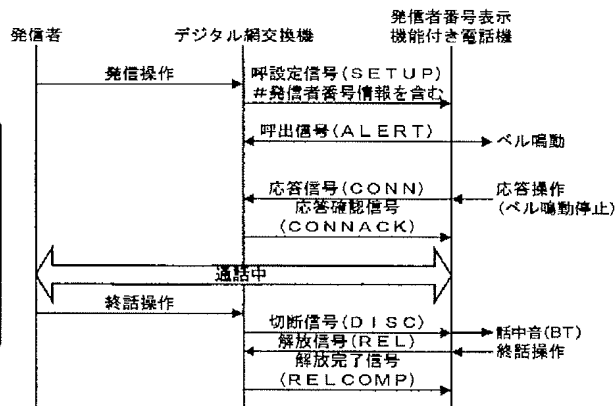 発信者
デジタル網交換機
発信者番号表示
機能付き電話機
発信操作
呼設定信号(SETUP)
#発信者番号情報を含む
呼出信号(ALERT)
ベル鳴動
応答信号(CONN)
応答操作
(ベル鳴動停止)
応答確認信号
(CONNACK)
通話中
終話操作
切断信号(DISC)
話中音(BT)
解放信号(REL)
終話操作
解放完了信号
(RELCOMP)